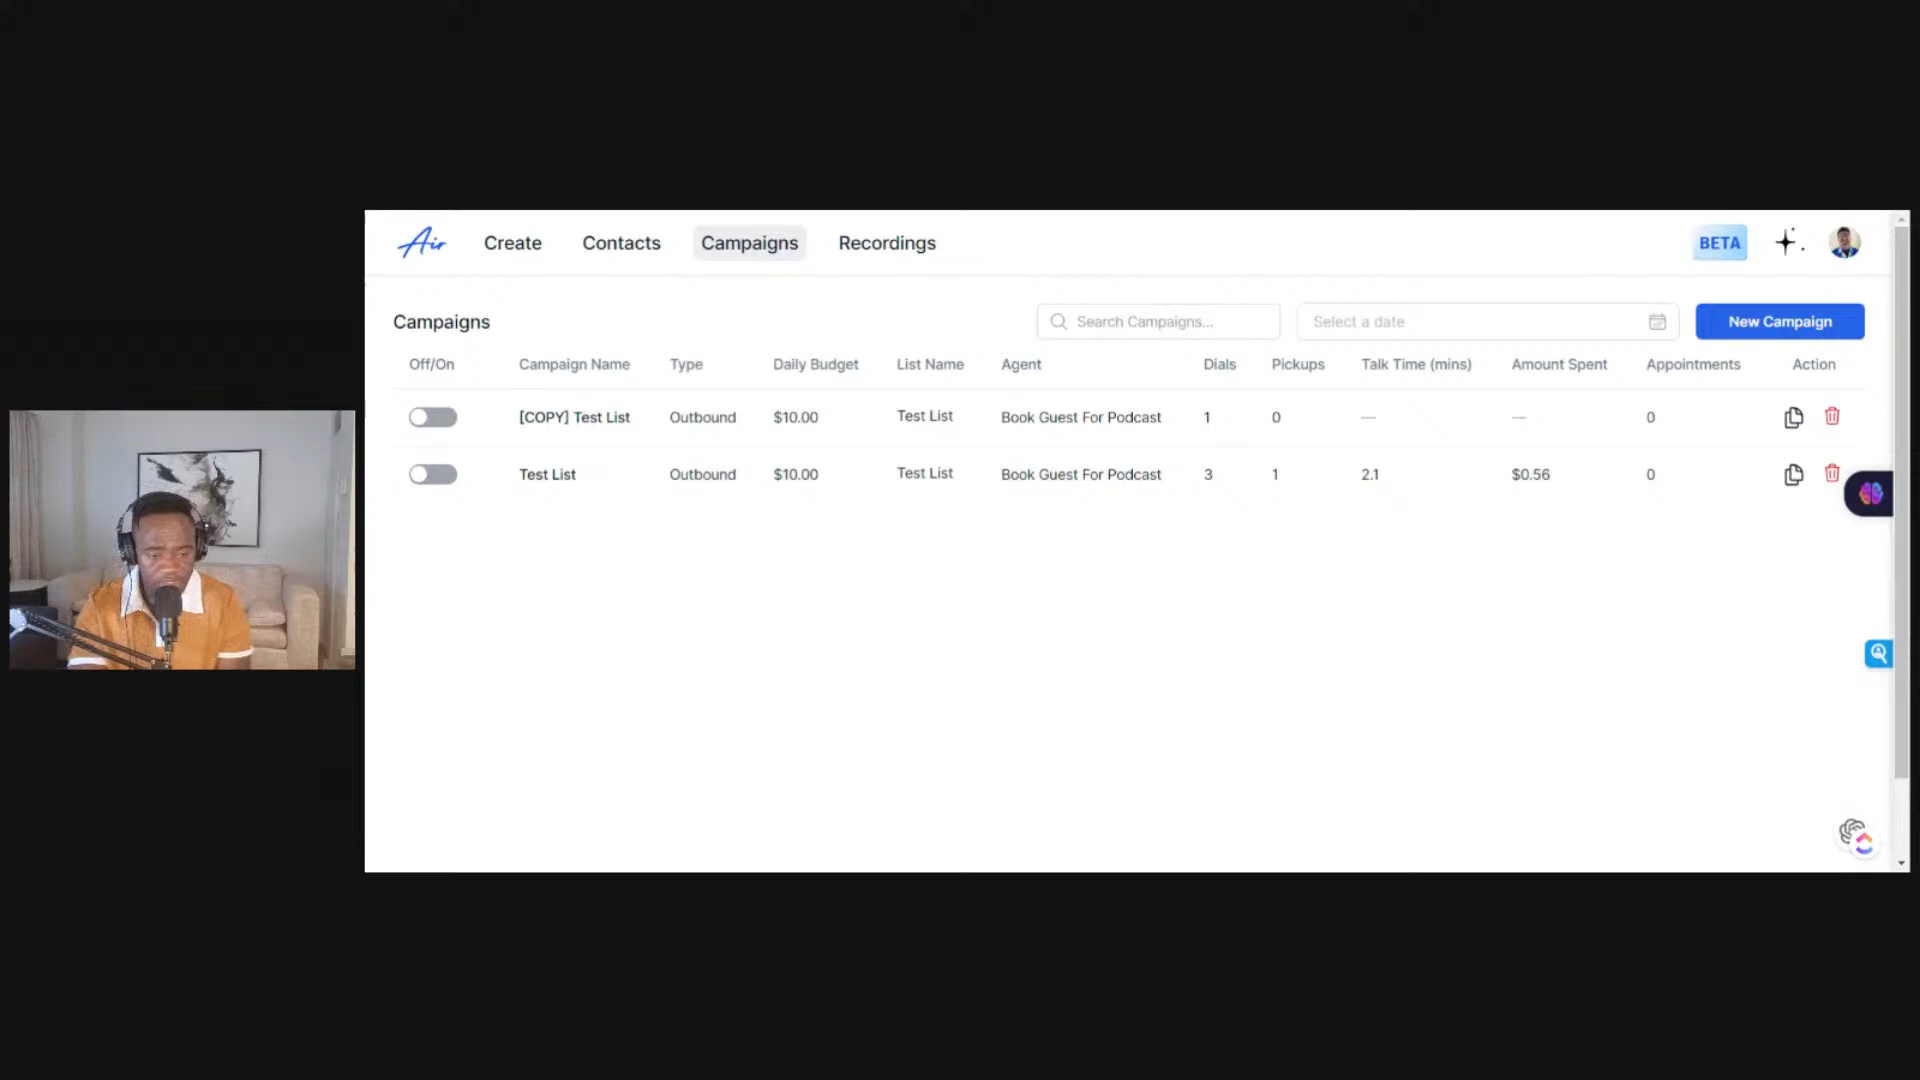 Air Create Contacts Campaigns Recordings BETA
Campaigns Search Campaigns... Select a date New Campaign
Off/On Campaign Name Type Daily Budget List Name Agent Dials Pickups Talk Time (mins) Amount Spent Appointments Action
[COPY] Test List Outbound $10.00 Test List Book Guest For Podcast 1 0 — — 0
Test List Outbound $10.00 Test List Book Guest For Podcast 3 1 2.1 $0.56 0